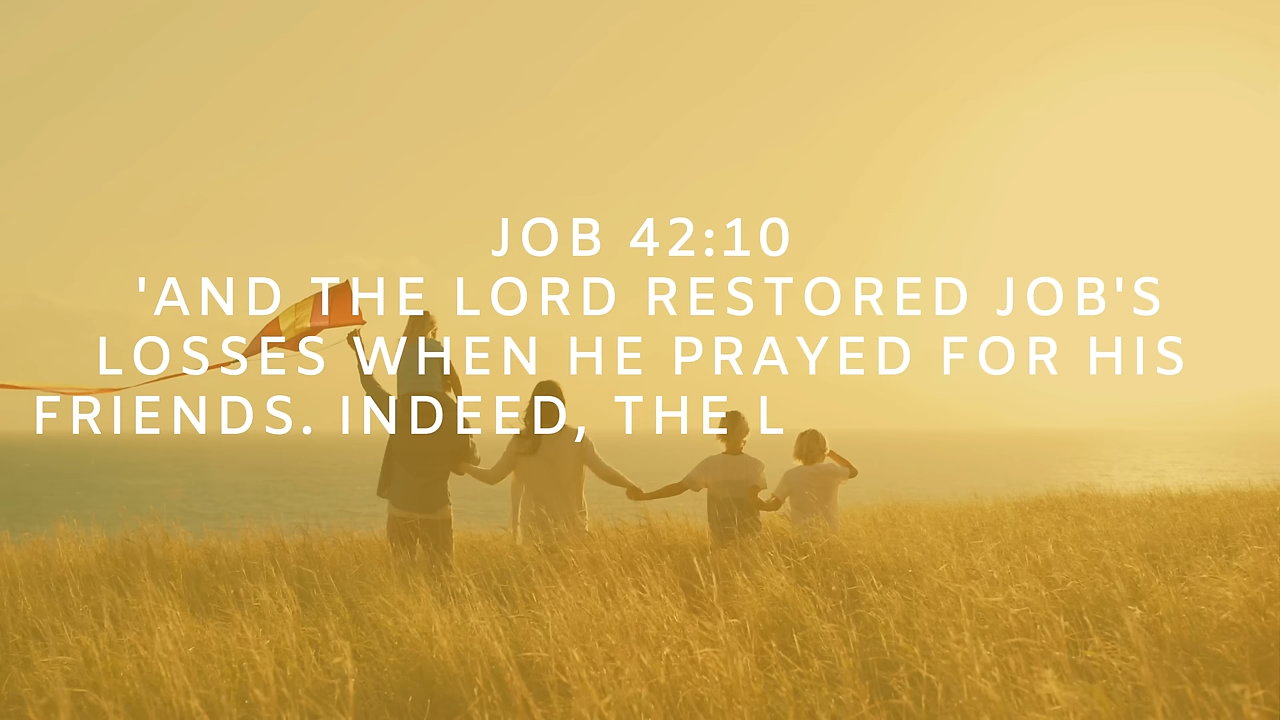 JOB 42:10
'AND THE LORD RESTORED JOB'S
LOSSES WHEN HE PRAYED FOR HIS
FRIENDS. INDEED, THE L